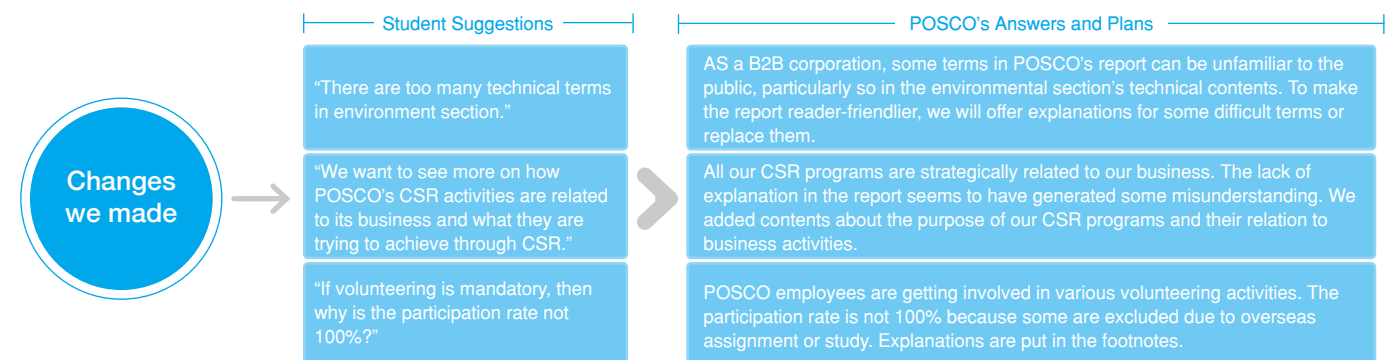 Student Suggestions
POSCO's Answers and Plans
Changes
we made
“There are too many technical terms
in environment section.”
AS a B2B corporation, some terms in POSCO's report can be unfamiliar to the
public, particularly so in the environmental section's technical contents. To make
the report reader-friendlier, we will offer explanations for some difficult terms or
replace them.
“We want to see more on how
POSCO's CSR activities are related
to its business and what they are
trying to achieve through CSR.”
All our CSR programs are strategically related to our business. The lack of
explanation in the report seems to have generated some misunderstanding. We
added contents about the purpose of our CSR programs and their relation to
business activities.
“If volunteering is mandatory, then
why is the participation rate not
100%?”
POSCO employees are getting involved in various volunteering activities. The
participation rate is not 100% because some are excluded due to overseas
assignment or study. Explanations are put in the footnotes.